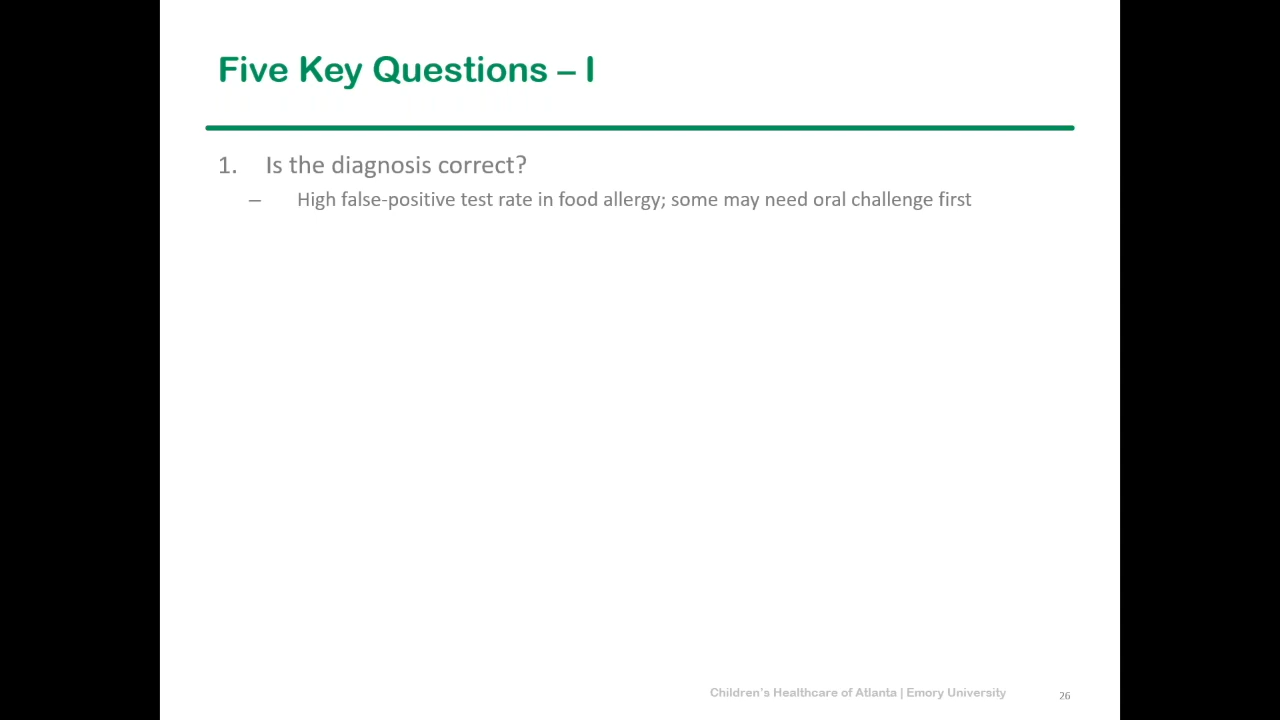 Five Key Questions – I
1. Is the diagnosis correct?
– High false-positive test rate in food allergy; some may need oral challenge first
Children's Healthcare of Atlanta | Emory University
26